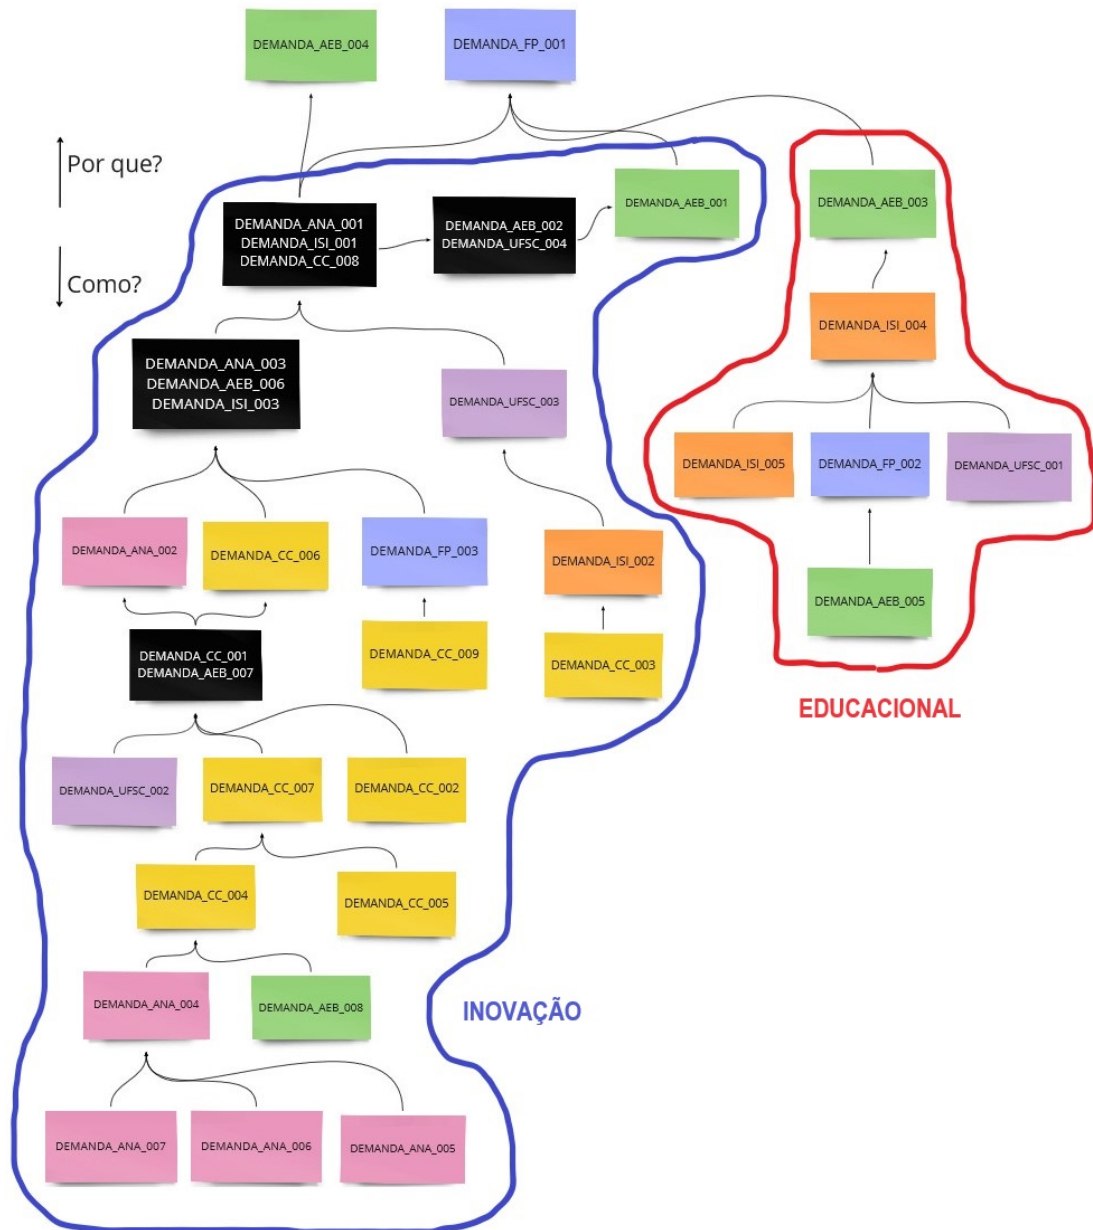 DEMANDA_AEB_004
DEMANDA_FP_001
Por que?
Como?
DEMANDA_ANA_001
DEMANDA_ISI_001
DEMANDA_CC_008
DEMANDA_AEB_002
DEMANDA_UFSC_004
DEMANDA_AEB_001
DEMANDA_AEB_003
DEMANDA_ISI_004
DEMANDA_ANA_003
DEMANDA_AEB_006
DEMANDA_ISI_003
DEMANDA_UFSC_003
DEMANDA_ISI_005
DEMANDA_FP_002
DEMANDA_UFSC_001
DEMANDA_ANA_002
DEMANDA_CC_006
DEMANDA_FP_003
DEMANDA_ISI_002
DEMANDA_AEB_005
DEMANDA_CC_001
DEMANDA_AEB_007
DEMANDA_CC_009
DEMANDA_CC_003
EDUCACIONAL
DEMANDA_UFSC_002
DEMANDA_CC_007
DEMANDA_CC_002
DEMANDA_CC_004
DEMANDA_CC_005
DEMANDA_ANA_004
DEMANDA_AEB_008
INOVAÇÃO
DEMANDA_ANA_007
DEMANDA_ANA_006
DEMANDA_ANA_005